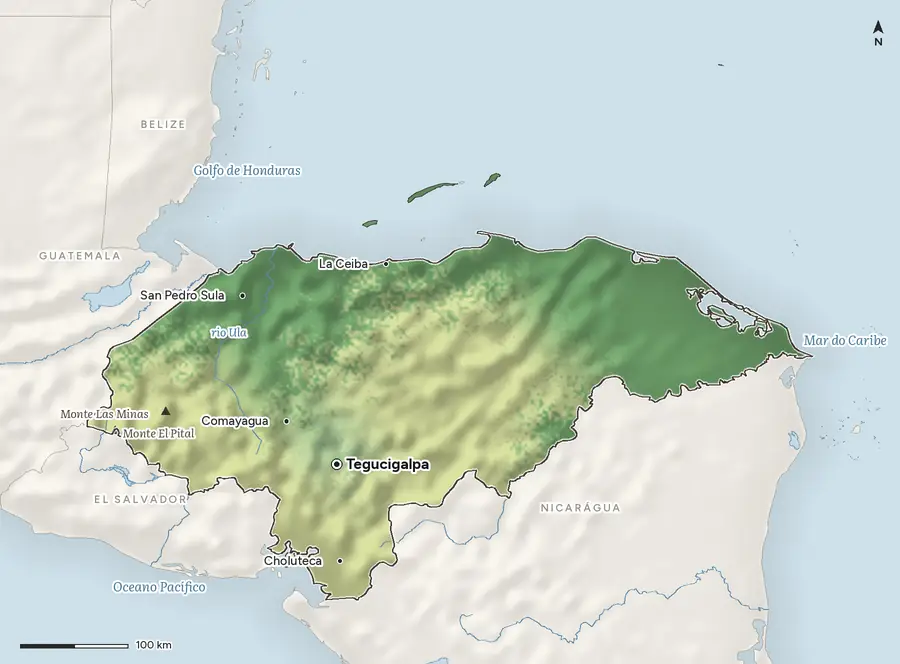 N
BELIZE
Golfo de Honduras
GUATEMALA
La Ceiba
San Pedro Sula
rio Ula
Mar do Caribe
Monte Las Minas
Comayagua
Monte El Pital
Tegucigalpa
EL SALVADOR
NICARÁGUA
Choluteca
Oceano Pacífico
100 km